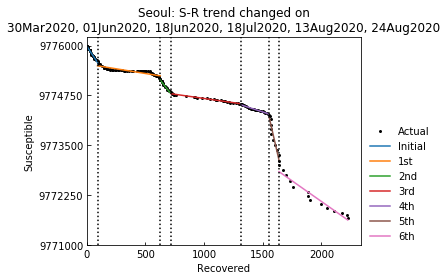 Seoul: S-R trend changed on
30Mar2020, 01Jun2020, 18Jun2020, 18Jul2020, 13Aug2020, 24Aug2020
9776000
9774750
9773500
9772250
9771000
Susceptible
0
500
1000
1500
2000
Recovered
Actual
Initial
1st
2nd
3rd
4th
5th
6th